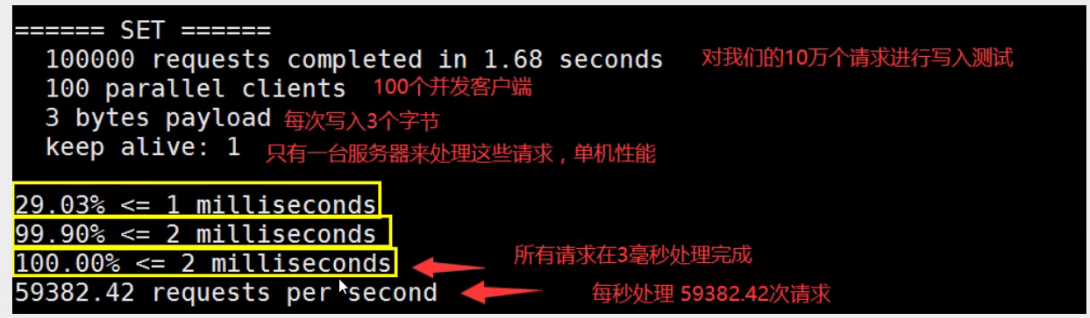 ====== SET ======
100000 requests completed in 1.68 seconds 对我们的10万个请求进行写入测试
100 parallel clients 100个并发客户端
3 bytes payload 每次写入3个字节
keep alive: 1 只有一台服务器来处理这些请求，单机性能
29.03% <= 1 milliseconds
99.90% <= 2 milliseconds
100.00% <= 2 milliseconds 所有请求在3毫秒处理完成
59382.42 requests per second 每秒处理 59382.42次请求